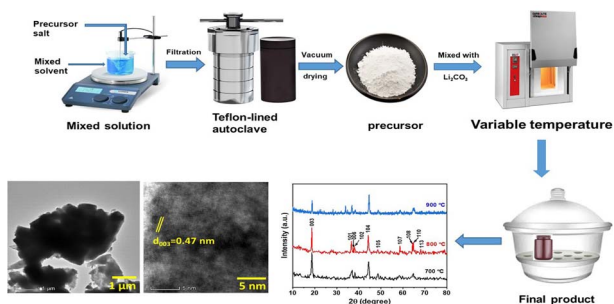 Precursor
salt
Mixed
solvent
Mixed solution
Filtration
Teflon-lined
autoclave
Vacuum
drying
precursor
Mixed with
Li₂CO₃
Variable temperature
Final product
1 μm
d003=0.47 nm
5 nm
Intensity (a.u.)
900 °C
800 °C
700 °C
003
101
006
102
104
105
107
108
110
113
10 20 30 40 50 60 70 80
2θ (degree)